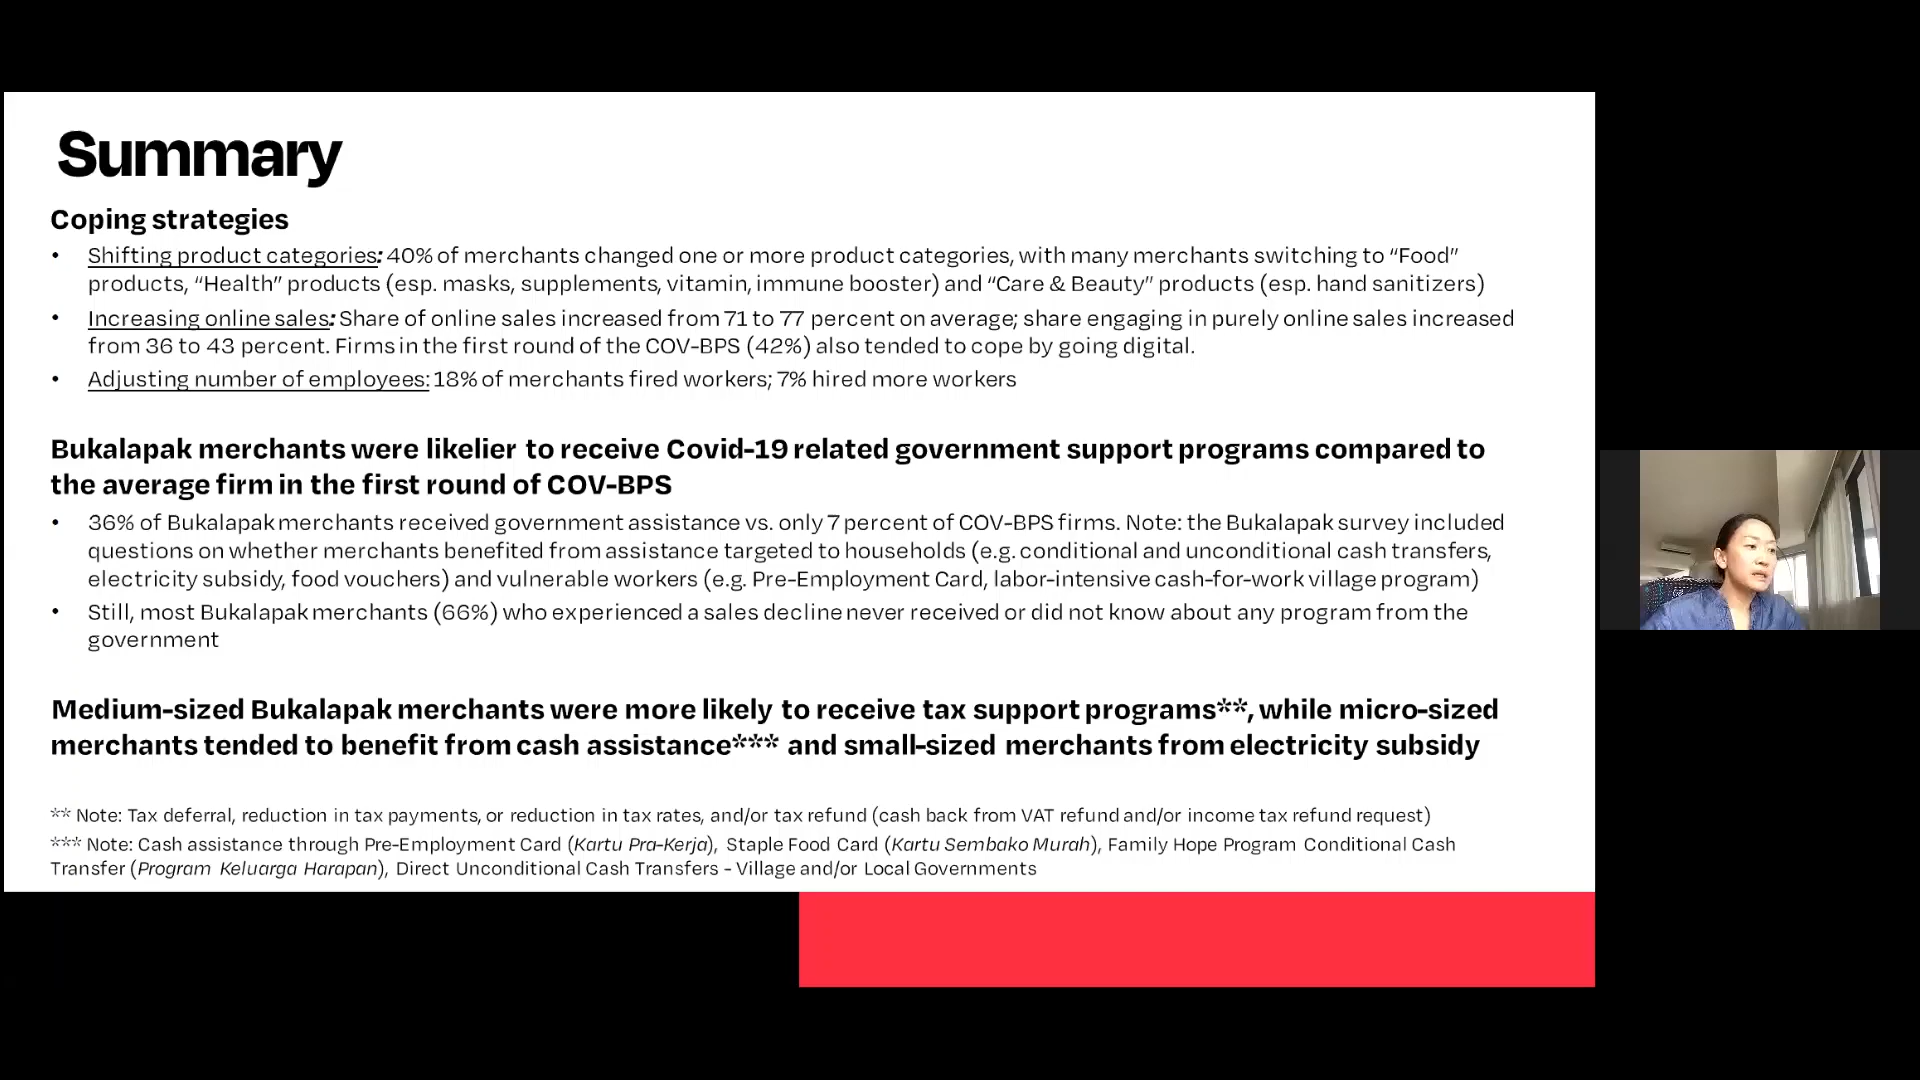 Summary
Coping strategies
• Shifting product categories: 40% of merchants changed one or more product categories, with many merchants switching to “Food”
products, “Health” products (esp. masks, supplements, vitamin, immune booster) and “Care & Beauty” products (esp. hand sanitizers)
• Increasing online sales: Share of online sales increased from 71 to 77 percent on average; share engaging in purely online sales increased
from 36 to 43 percent. Firms in the first round of the COV-BPS (42%) also tended to cope by going digital.
• Adjusting number of employees: 18% of merchants fired workers; 7% hired more workers
Bukalapak merchants were likelier to receive Covid-19 related government support programs compared to
the average firm in the first round of COV-BPS
• 36% of Bukalapak merchants received government assistance vs. only 7 percent of COV-BPS firms. Note: the Bukalapak survey included
questions on whether merchants benefited from assistance targeted to households (e.g. conditional and unconditional cash transfers,
electricity subsidy, food vouchers) and vulnerable workers (e.g. Pre-Employment Card, labor-intensive cash-for-work village program)
• Still, most Bukalapak merchants (66%) who experienced a sales decline never received or did not know about any program from the
government
Medium-sized Bukalapak merchants were more likely to receive tax support programs**, while micro-sized
merchants tended to benefit from cash assistance*** and small-sized merchants from electricity subsidy
** Note: Tax deferral, reduction in tax payments, or reduction in tax rates, and/or tax refund (cash back from VAT refund and/or income tax refund request)
*** Note: Cash assistance through Pre-Employment Card (Kartu Pra-Kerja), Staple Food Card (Kartu Sembako Murah), Family Hope Program Conditional Cash
Transfer (Program Keluarga Harapan), Direct Unconditional Cash Transfers - Village and/or Local Governments